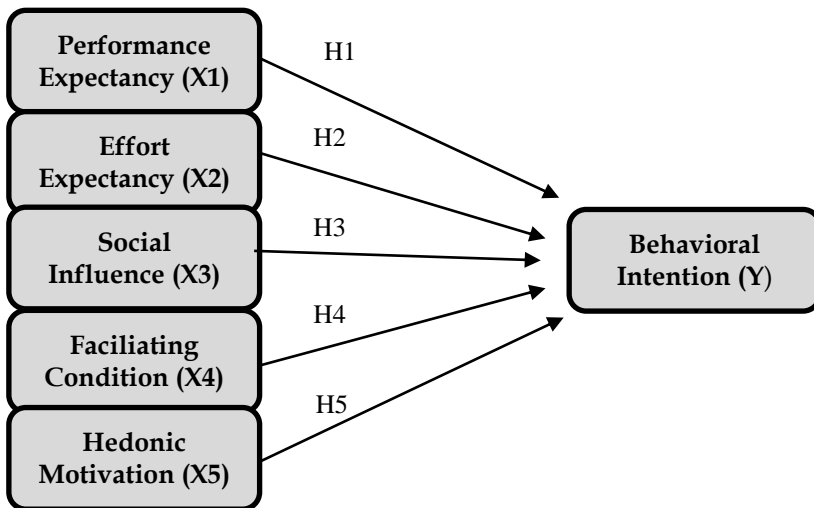 Performance
Expectancy (X1)
H1
Effort
Expectancy (X2)
H2
Social
Influence (X3)
H3
Faciliating
Condition (X4)
H4
Hedonic
Motivation (X5)
H5
Behavioral
Intention (Y)